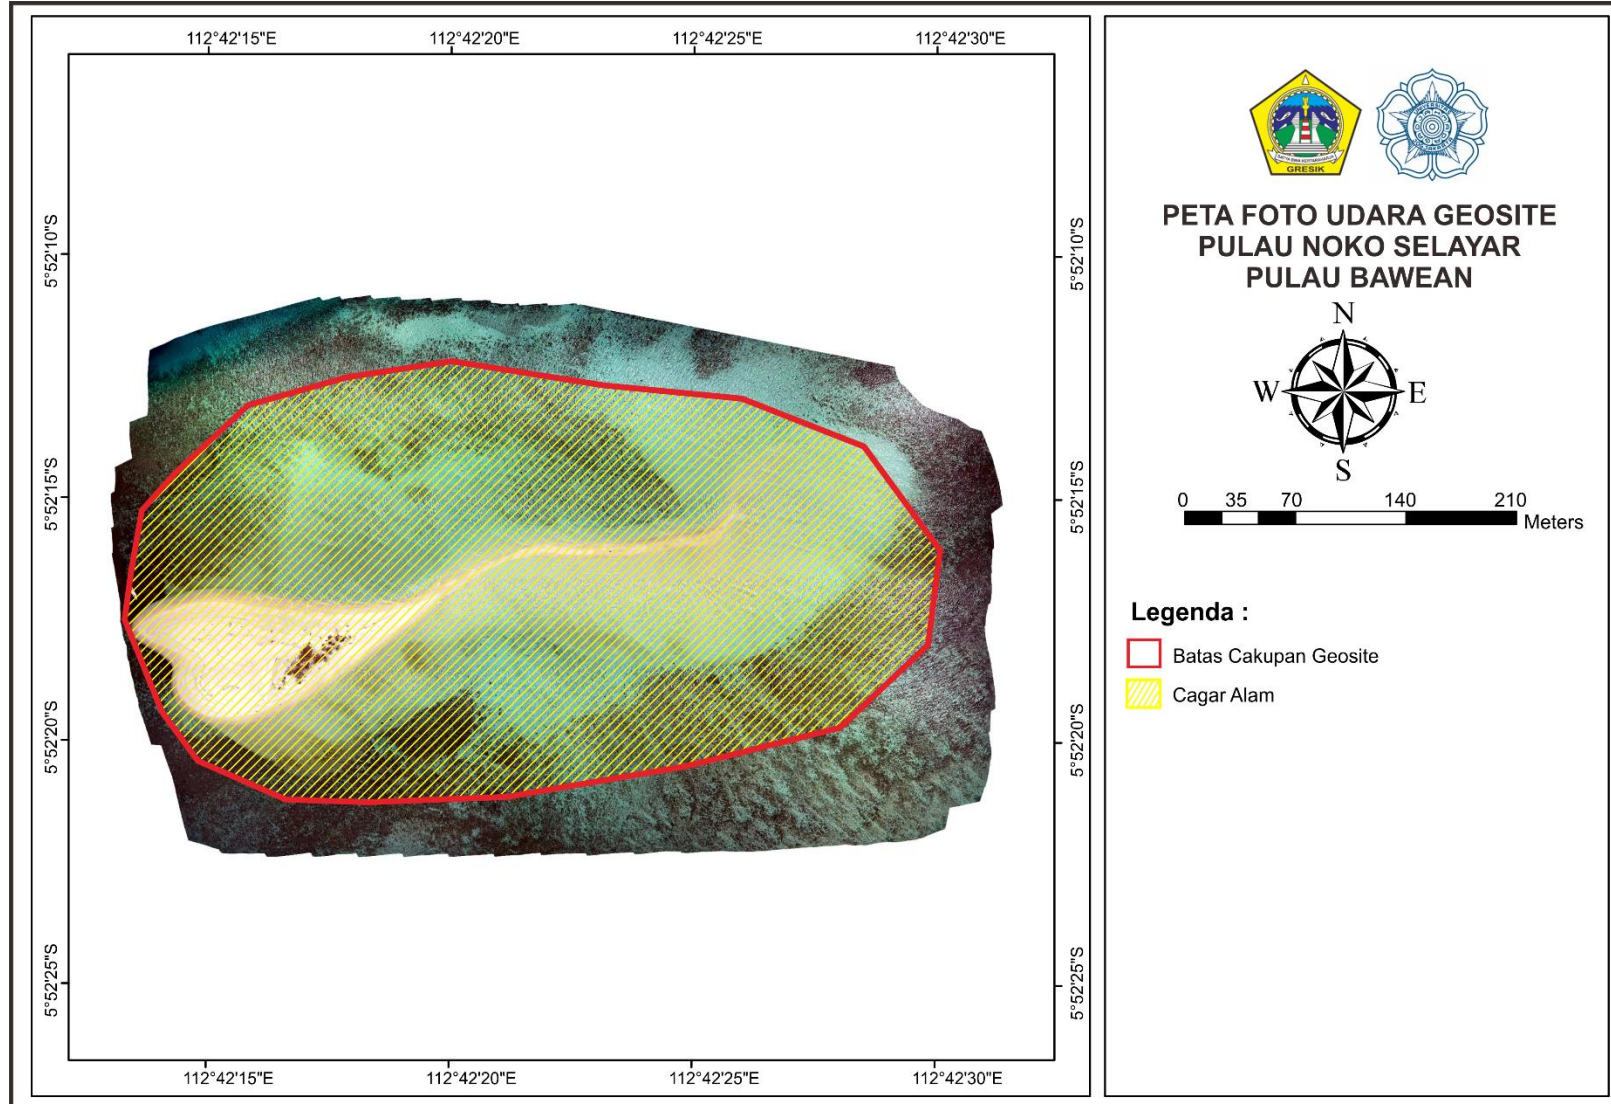 112°42'15"E 112°42'20"E 112°42'25"E 112°42'30"E
5°52'10"S 5°52'10"S
5°52'15"S 5°52'15"S
5°52'20"S 5°52'20"S
5°52'25"S 5°52'25"S
112°42'15"E 112°42'20"E 112°42'25"E 112°42'30"E
GRESIK
PETA FOTO UDARA GEOSITE
PULAU NOKO SELAYAR
PULAU BAWEAN
N
W E
S
0 35 70 140 210
Meters
Legenda :
Batas Cakupan Geosite
Cagar Alam